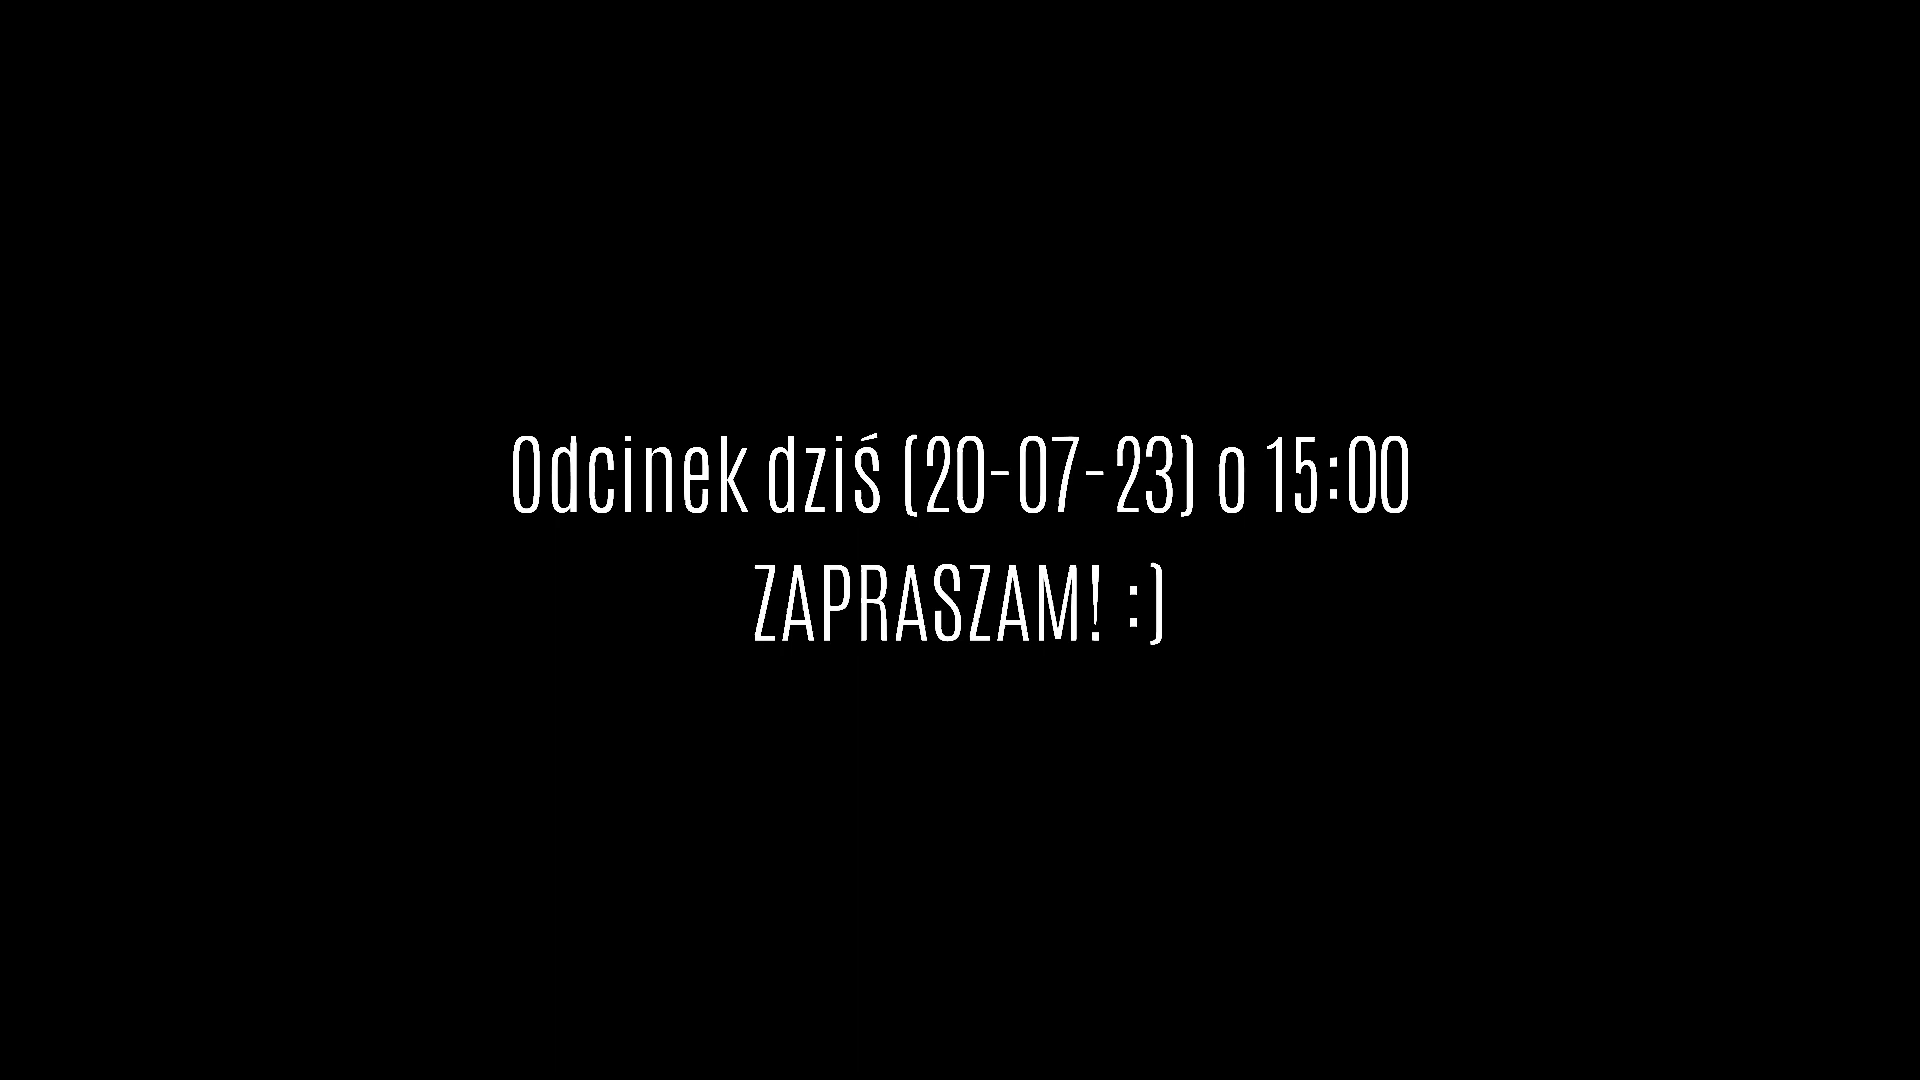 Odcinek dziś (20-07-23) o 15:00
ZAPRASZAM! :)